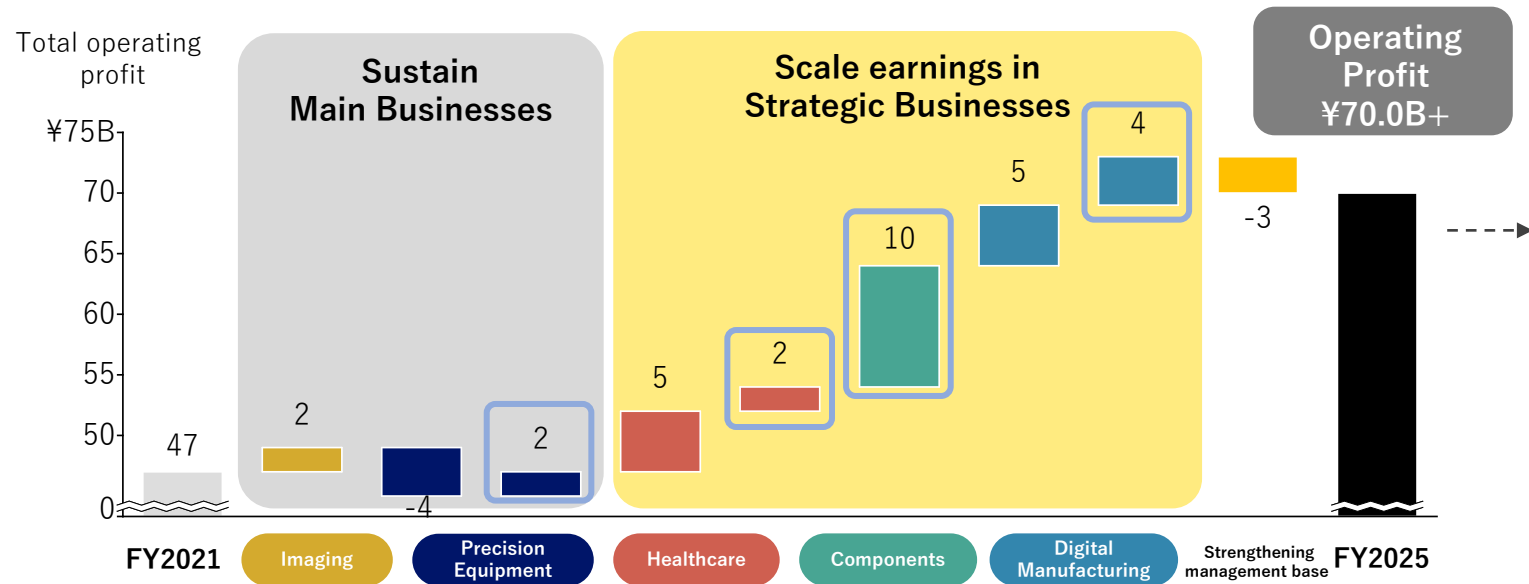 Total operating
profit
Sustain
Main Businesses
Scale earnings in
Strategic Businesses
Operating
Profit
¥70.0B+
¥75B
70
65
60
55
50
0
47
2
-4
2
5
2
10
5
4
-3
FY2021
Imaging
Precision
Equipment
Healthcare
Components
Digital
Manufacturing
Strengthening
management base
FY2025